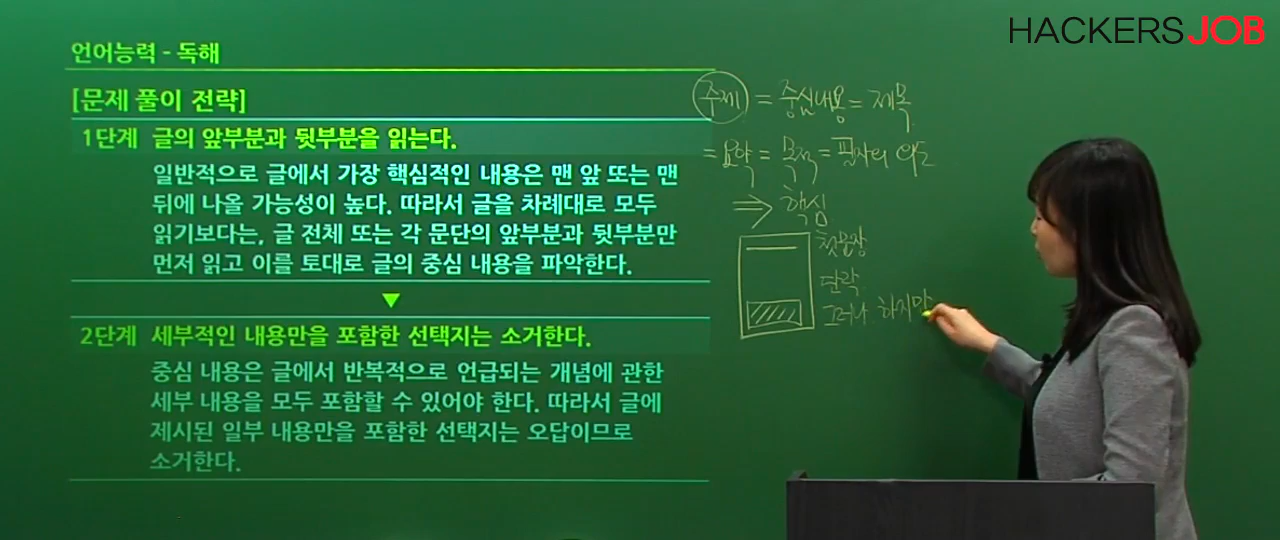 HACKERSJOB
언어능력 - 독해
[문제 풀이 전략]
1단계 글의 앞부분과 뒷부분을 읽는다.
일반적으로 글에서 가장 핵심적인 내용은 맨 앞 또는 맨
뒤에 나올 가능성이 높다. 따라서 글을 차례대로 모두
읽기보다는, 글 전체 또는 각 문단의 앞부분과 뒷부분만
먼저 읽고 이를 토대로 글의 중심 내용을 파악한다.
▼
2단계 세부적인 내용만을 포함한 선택지는 소거한다.
중심 내용은 글에서 반복적으로 언급되는 개념에 관한
세부 내용을 모두 포함할 수 있어야 한다. 따라서 글에
제시된 일부 내용만을 포함한 선택지는 오답이므로
소거한다.
주제 = 중심내용 = 제목
= 요약 = 목적 = 필자의 의도
⇒ 핵심
첫문장
단락
그러나 하지만